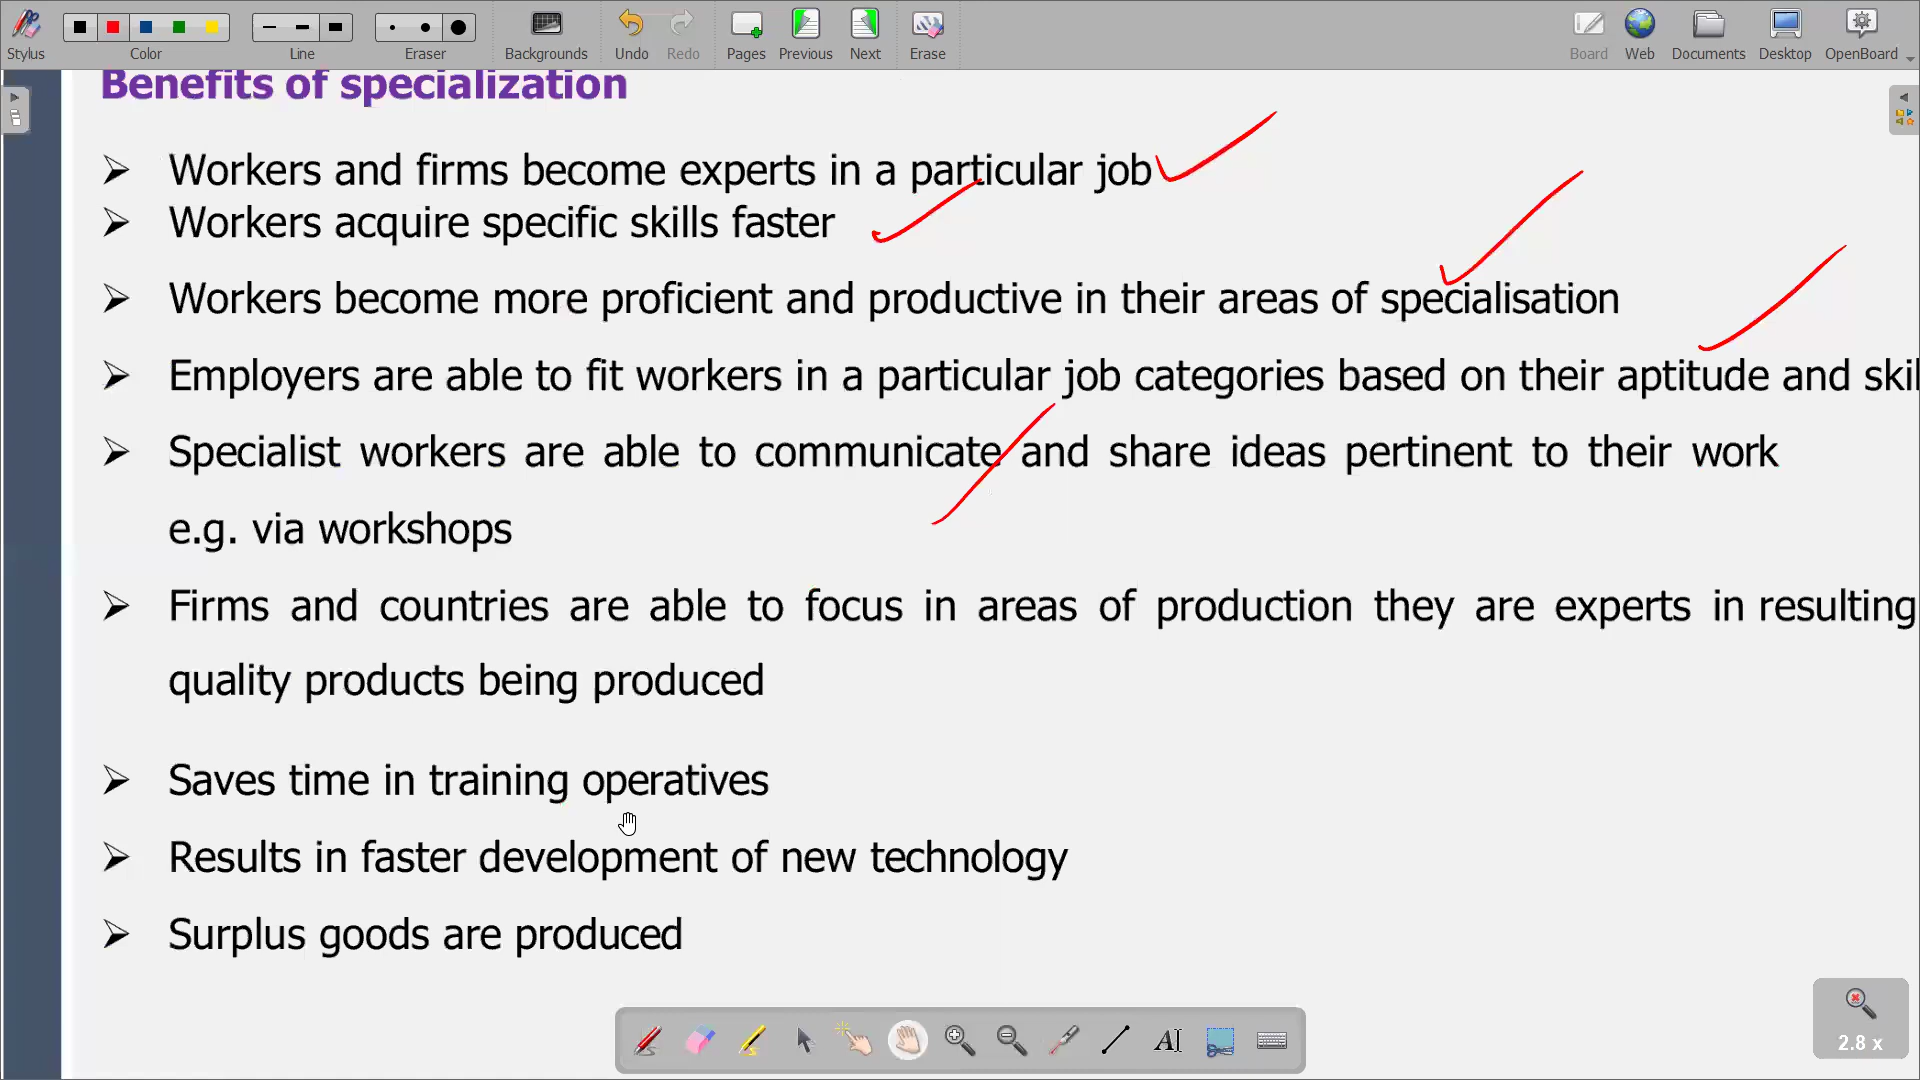 Stylus Color Line Eraser Backgrounds Undo Redo Pages Previous Next Erase Board Web Documents Desktop OpenBoard
Benefits of specialization
Workers and firms become experts in a particular job
Workers acquire specific skills faster
Workers become more proficient and productive in their areas of specialisation
Employers are able to fit workers in a particular job categories based on their aptitude and skil
Specialist workers are able to communicate and share ideas pertinent to their work
e.g. via workshops
Firms and countries are able to focus in areas of production they are experts in resulting
quality products being produced
Saves time in training operatives
Results in faster development of new technology
Surplus goods are produced
AI
2.8 x